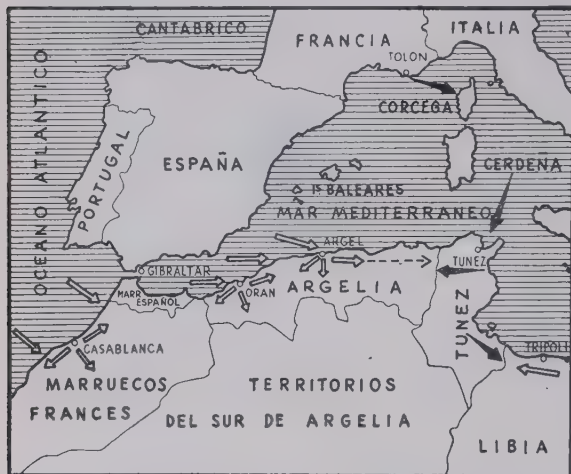 CANTABRICO
FRANCIA
ITALIA
TOLON
CORCEGA
OCEANO ATLANTICO
PORTUGAL
ESPAÑA
CERDEÑA
Iˢ BALEARES
MAR MEDITERRANEO
ARGEL
GIBRALTAR
TUNEZ
MARR.
ESPAÑOL
ORAN
ARGELIA
TUNEZ
CASABLANCA
TRIPOLI
MARRUECOS
FRANCES
TERRITORIOS
DEL SUR DE ARGELIA
LIBIA